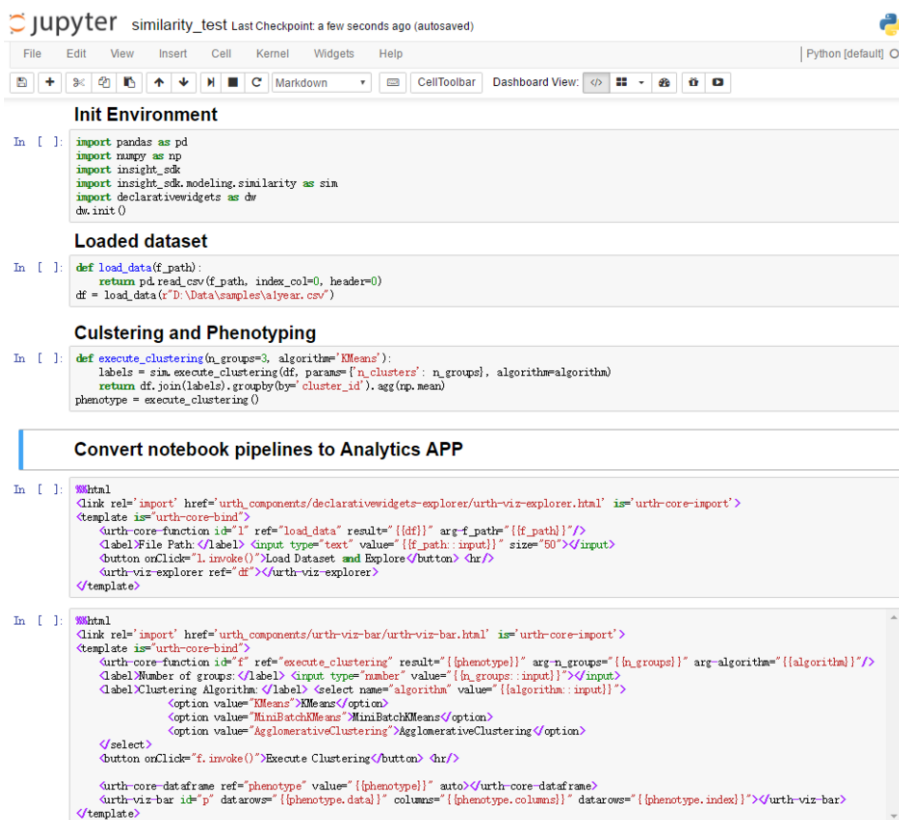 jupyter similarity_test Last Checkpoint: a few seconds ago (autosaved)
File Edit View Insert Cell Kernel Widgets Help Python [default] O
Markdown CellToolbar Dashboard View: </>
Init Environment
In [ ]: import pandas as pd
import numpy as np
import insight_sdk
import insight_sdk.modeling.similarity as sim
import declarativewidgets as dw
dw.init()
Loaded dataset
In [ ]: def load_data(f_path):
return pd.read_csv(f_path, index_col=0, header=0)
df = load_data(r"D:\Data\samples\a1year.csv")
Culstering and Phenotyping
In [ ]: def execute_clustering(n_groups=3, algorithm='KMeans'):
labels = sim.execute_clustering(df, params={'n_clusters': n_groups}, algorithm=algorithm)
return df.join(labels).groupby(by='cluster_id').agg(np.mean)
phenotype = execute_clustering()
Convert notebook pipelines to Analytics APP
In [ ]: %%html
<link rel='import' href='urth_components/declarativewidgets-explorer/urth-viz-explorer.html' is='urth-core-import'>
<template is="urth-core-bind">
<urth-core-function id="l" ref="load_data" result="{{df}}" arg-f_path="{{f_path}}"/>
<label>File Path:</label> <input type="text" value="{{f_path::input}}" size="50"></input>
<button onClick="l.invoke()">Load Dataset and Explore</button> <hr/>
<urth-viz-explorer ref="df"></urth-viz-explorer>
</template>
In [ ]: %%html
<link rel='import' href='urth_components/urth-viz-bar/urth-viz-bar.html' is='urth-core-import'>
<template is="urth-core-bind">
<urth-core-function id="f" ref="execute_clustering" result="{{phenotype}}" arg-n_groups="{{n_groups}}" arg-algorithm="{{algorithm}}"/>
<label>Number of groups:</label> <input type="number" value="{{n_groups::input}}"></input>
<label>Clustering Algorithm:</label> <select name="algorithm" value="{{algorithm::input}}">
<option value="KMeans">KMeans</option>
<option value="MiniBatchKMeans">MiniBatchKMeans</option>
<option value="AgglomerativeClustering">AgglomerativeClustering</option>
</select>
<button onClick="f.invoke()">Execute Clustering</button> <hr/>
<urth-core-dataframe ref="phenotype" value="{{phenotype}}" auto></urth-core-dataframe>
<urth-viz-bar id="p" datarows="{{phenotype.data}}" columns="{{phenotype.columns}}" datarows="{{phenotype.index}}"></urth-viz-bar>
</template>